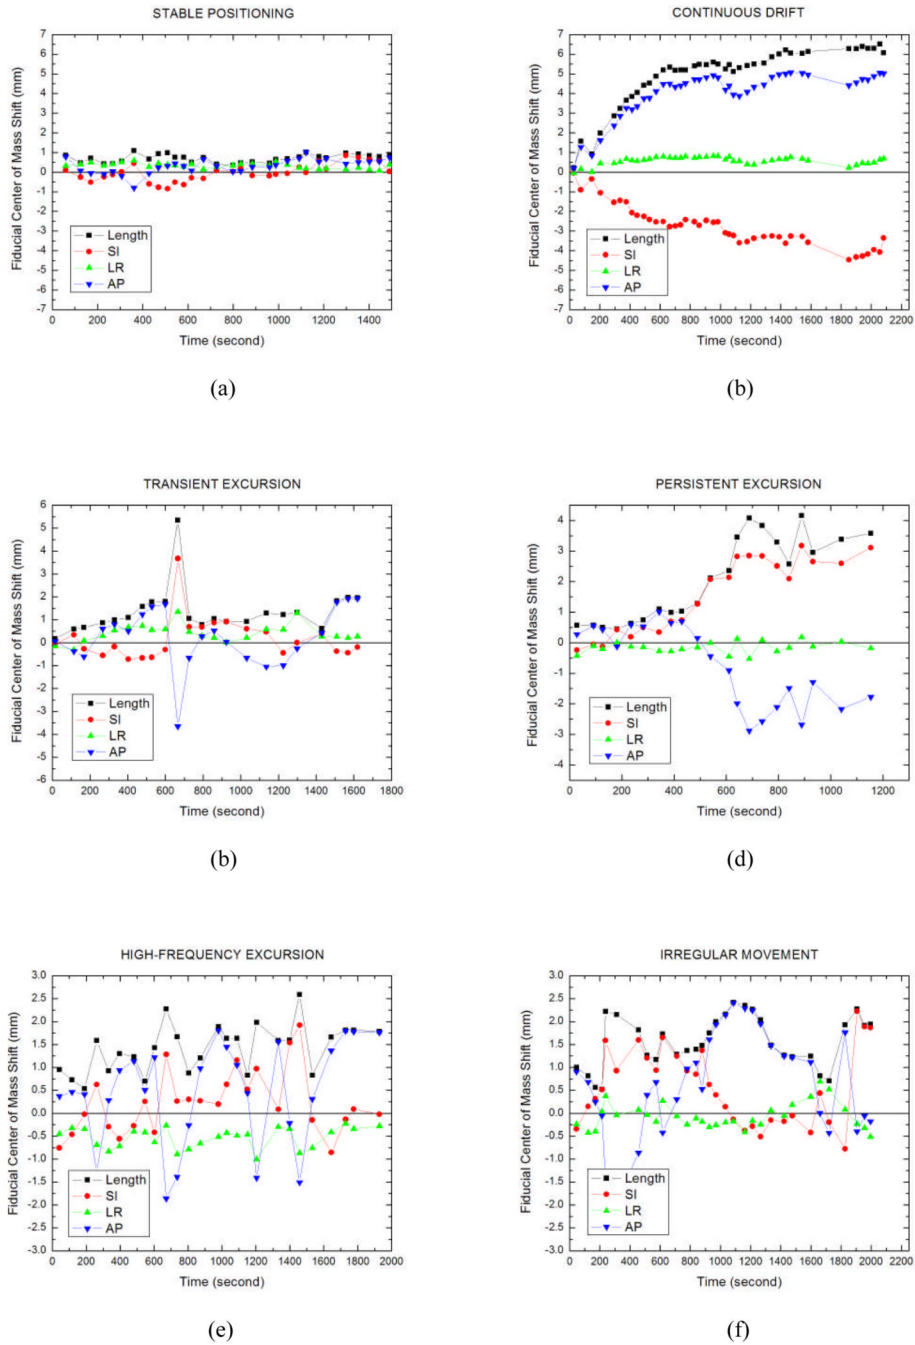 STABLE POSITIONING
Fiducial Center of Mass Shift (mm)
7
6
5
4
3
2
1
0
-1
-2
-3
-4
-5
-6
-7
Length
SI
LR
AP
0 200 400 600 800 1000 1200 1400
Time (second)
(a)
CONTINUOUS DRIFT
Fiducial Center of Mass Shift (mm)
7
6
5
4
3
2
1
0
-1
-2
-3
-4
-5
-6
-7
Length
SI
LR
AP
0 200 400 600 800 1000 1200 1400 1600 1800 2000 2200
Time (second)
(b)
TRANSIENT EXCURSION
Fiducial Center of Mass Shift (mm)
6
5
4
3
2
1
0
-1
-2
-3
-4
-5
-6
Length
SI
LR
AP
0 200 400 600 800 1000 1200 1400 1600 1800
Time (second)
(b)
PERSISTENT EXCURSION
Fiducial Center of Mass Shift (mm)
4
3
2
1
0
-1
-2
-3
-4
Length
SI
LR
AP
0 200 400 600 800 1000 1200
Time (second)
(d)
HIGH-FREQUENCY EXCURSION
Fiducial Center of Mass Shift (mm)
3.0
2.5
2.0
1.5
1.0
0.5
0.0
-0.5
-1.0
-1.5
-2.0
-2.5
-3.0
Length
SI
LR
AP
0 200 400 600 800 1000 1200 1400 1600 1800 2000
Time (second)
(e)
IRREGULAR MOVEMENT
Fiducial Center of Mass Shift (mm)
3.0
2.5
2.0
1.5
1.0
0.5
0.0
-0.5
-1.0
-1.5
-2.0
-2.5
-3.0
Length
SI
LR
AP
0 200 400 600 800 1000 1200 1400 1600 1800 2000 2200
Time (second)
(f)